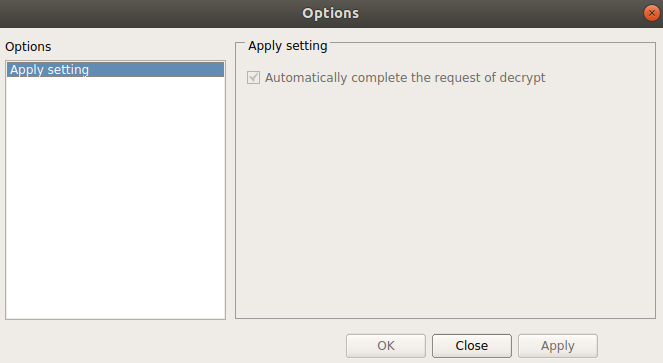 Options
Options
Apply setting
Apply setting
Automatically complete the request of decrypt
OK
Close
Apply